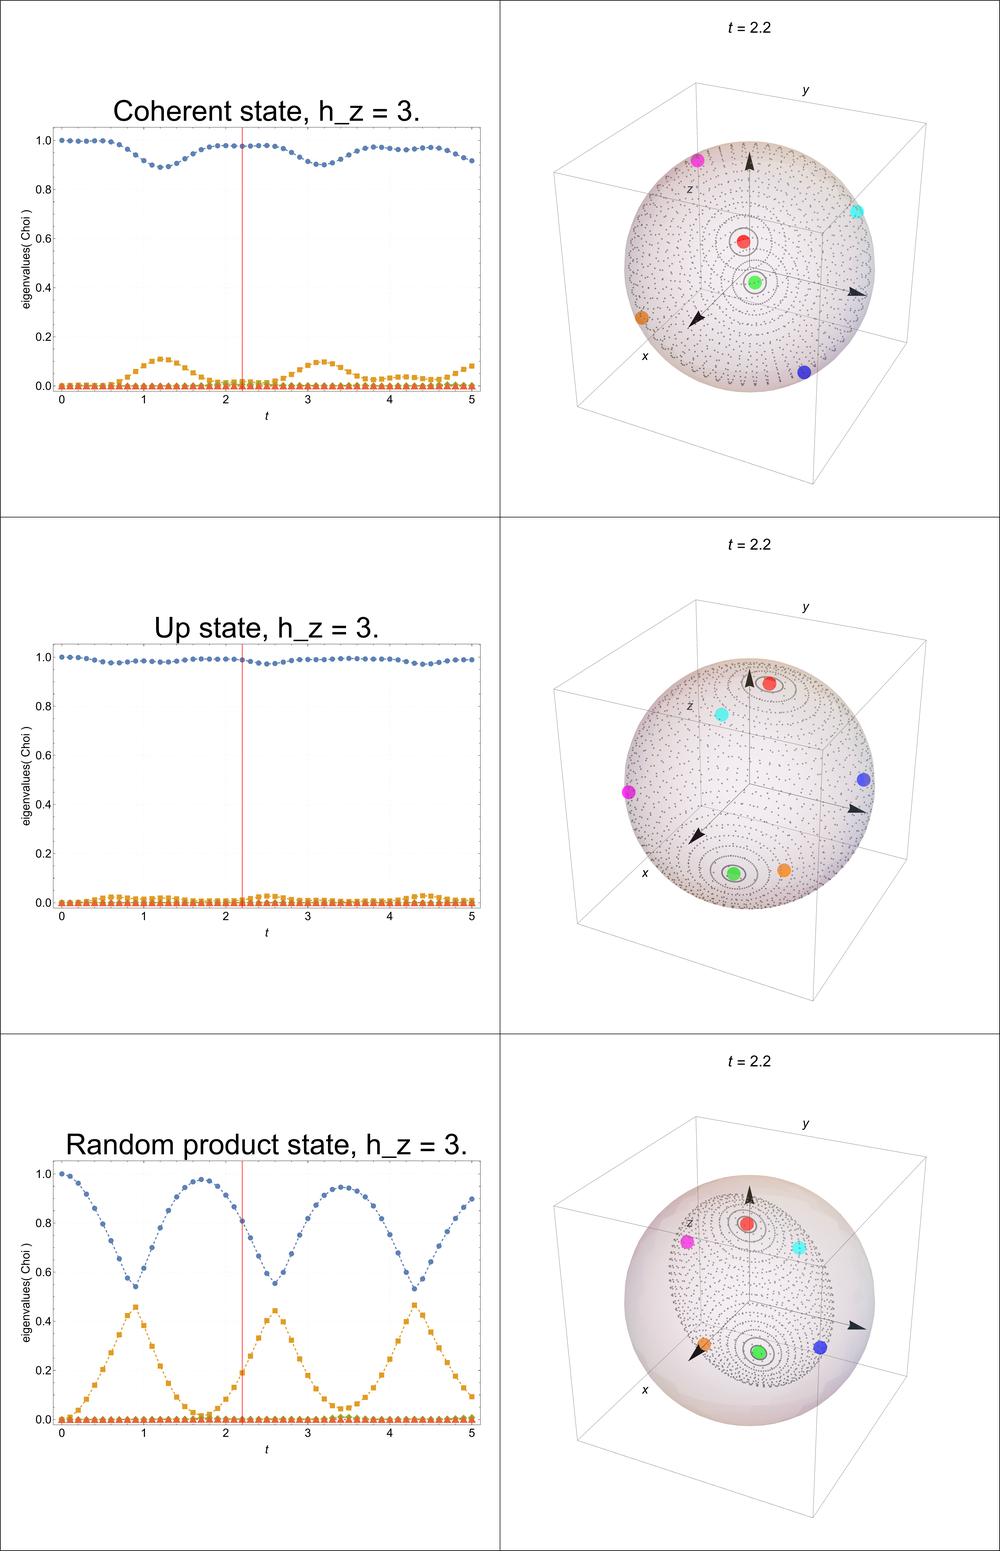 t = 2.2
y
Coherent state, h_z = 3.
1.0
0.8
0.6
0.4
0.2
0.0
eigenvalues( Choi )
0 1 2 3 4 5
t
z
x
t = 2.2
y
Up state, h_z = 3.
1.0
0.8
0.6
0.4
0.2
0.0
eigenvalues( Choi )
0 1 2 3 4 5
t
z
x
t = 2.2
y
Random product state, h_z = 3.
1.0
0.8
0.6
0.4
0.2
0.0
eigenvalues( Choi )
0 1 2 3 4 5
t
z
x